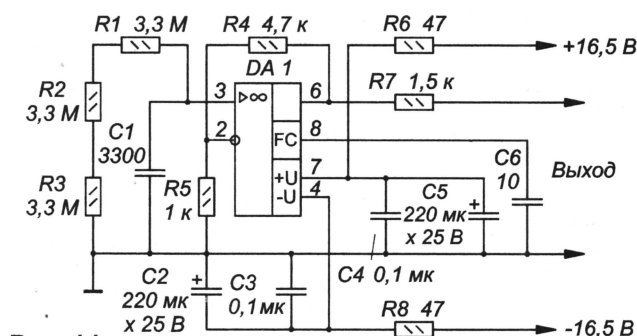 R1 3,3 М
R4 4,7 к
R6 47
+16,5 В
DA 1
R2
3,3 М
3
▷∞
6
R7 1,5 к
C1
3300
2
FC
8
C6
10
Выход
R3
3,3 М
R5
1 к
+U
7
-U
4
C5
220 мк
х 25 В
+
C2
220 мк
х 25 В
+
C3
0,1мк
C4 0,1 мк
R8 47
-16,5 В